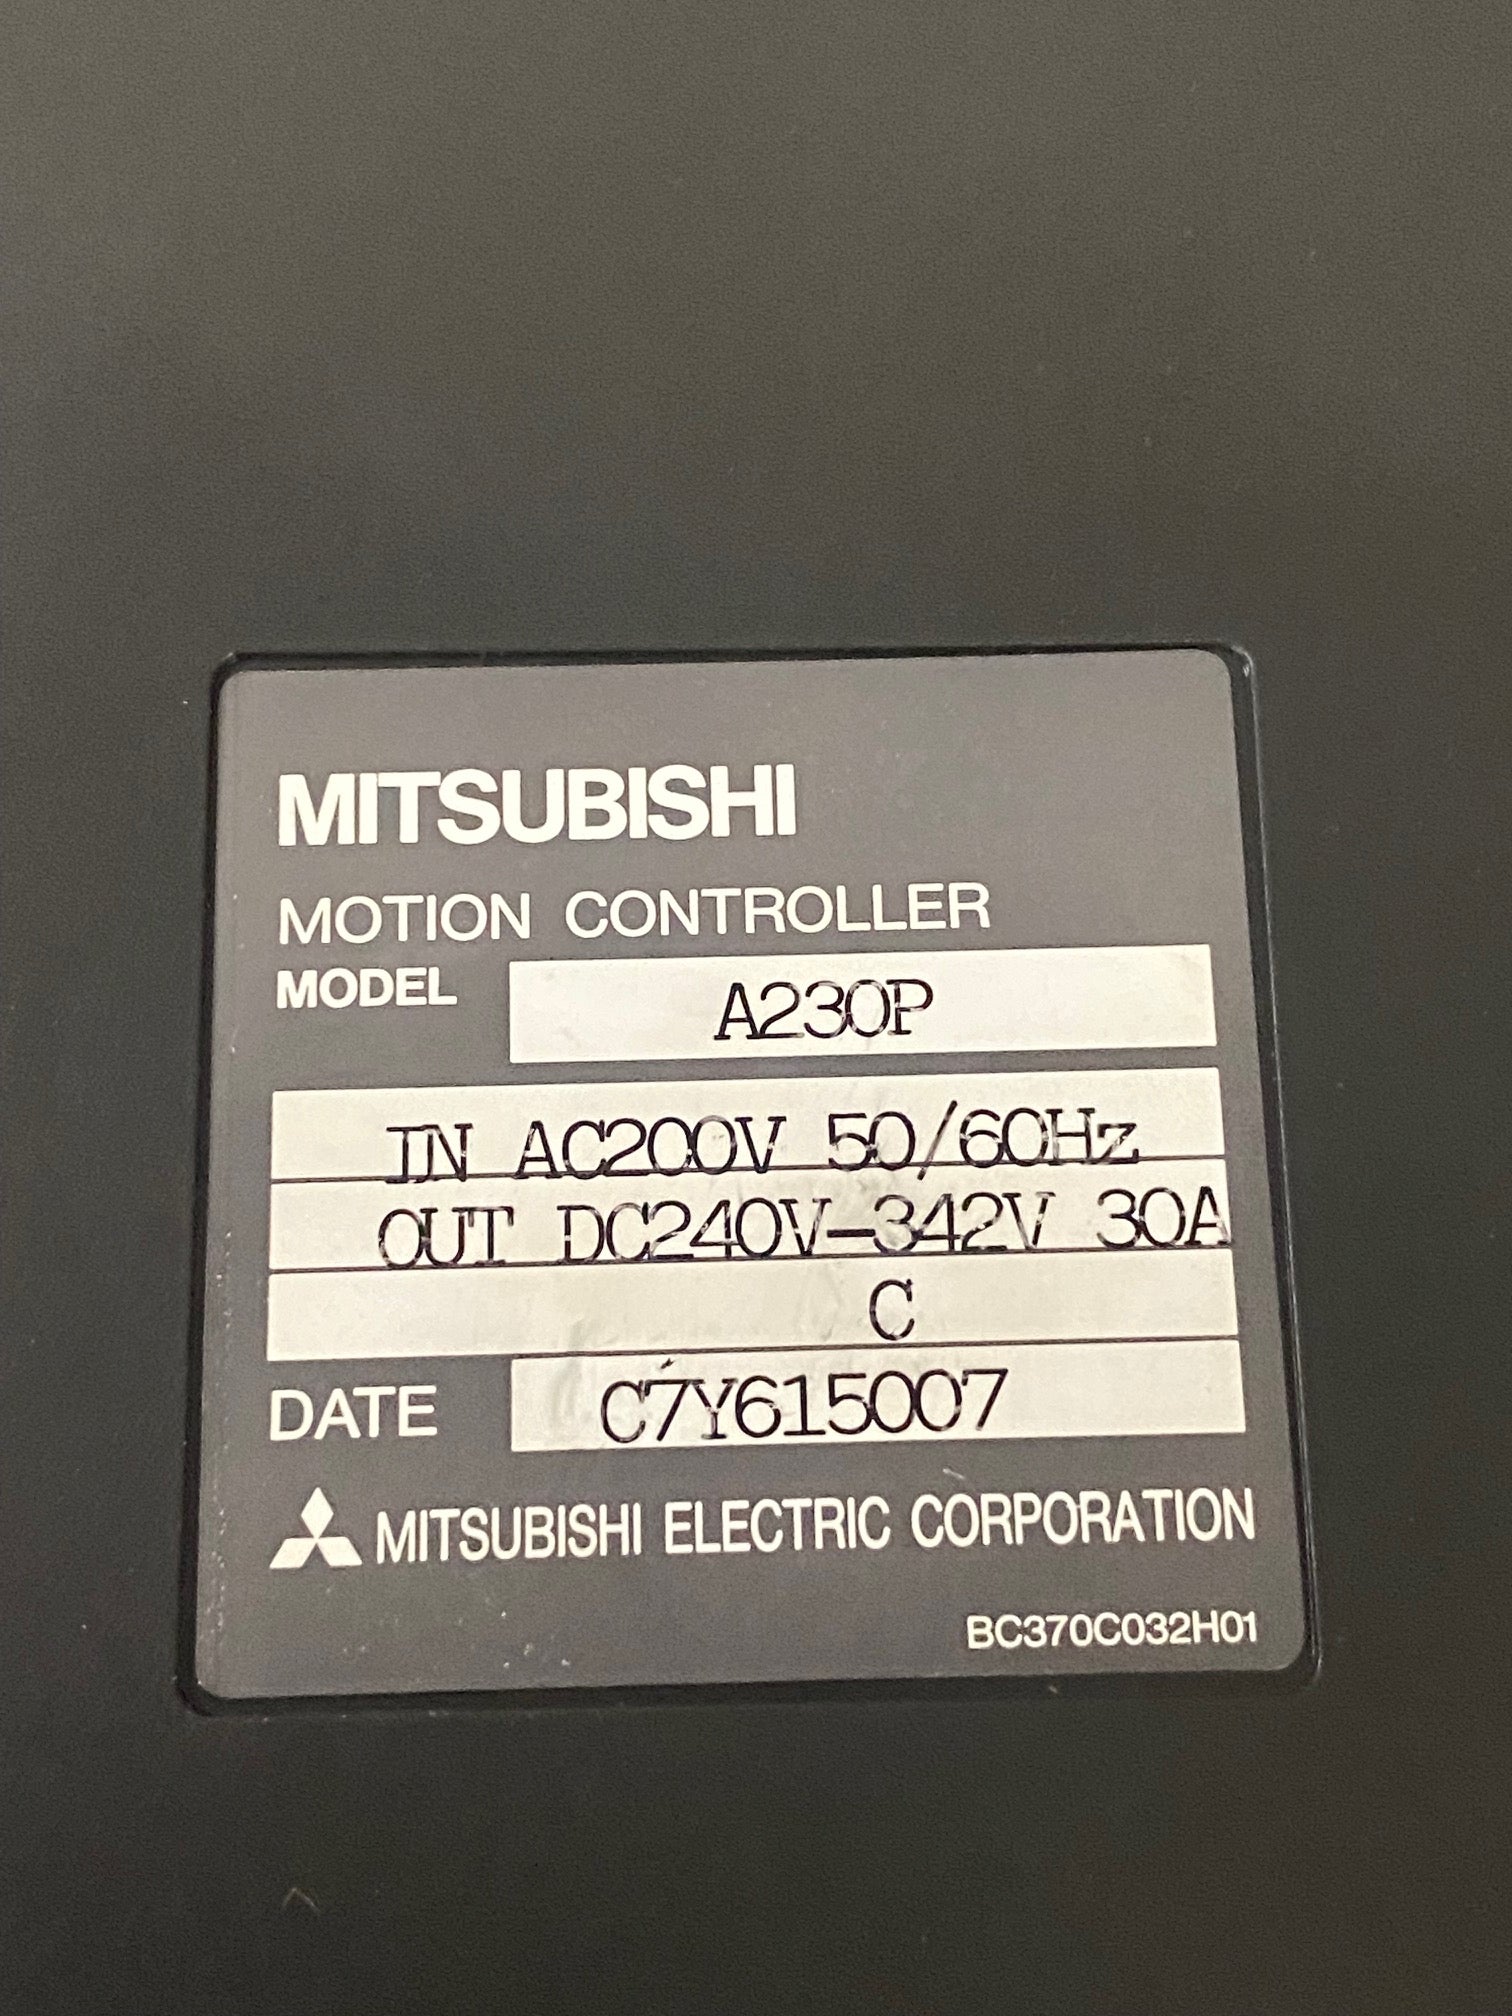 MITSUBISHI
MOTION CONTROLLER
MODEL A230P
IN AC200V 50/60Hz
OUT DC240V-342V 30A
C
DATE C7Y615007
MITSUBISHI ELECTRIC CORPORATION
BC370C032H01